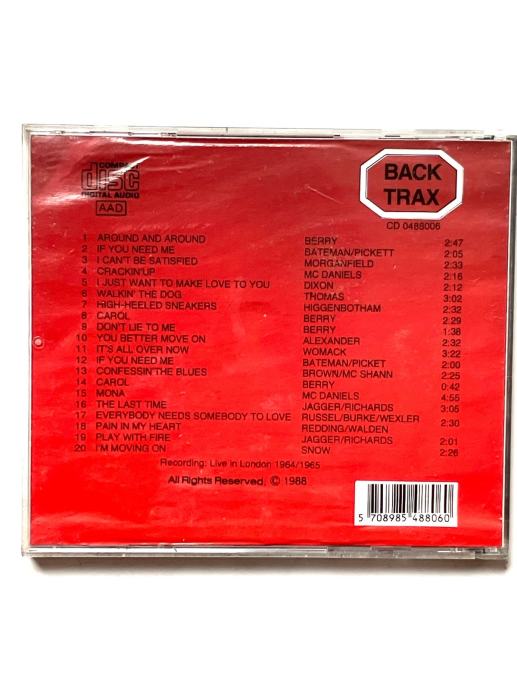 COMPACT
disc
DIGITAL AUDIO
AAD
BACK
TRAX
CD 0488006
1 AROUND AND AROUND BERRY 2:47
2 IF YOU NEED ME BATEMAN/PICKETT 2:05
3 I CAN'T BE SATISFIED MORGANFIELD 2:33
4 CRACKIN'UP MC DANIELS 2:16
5 I JUST WANT TO MAKE LOVE TO YOU DIXON 2:12
6 WALKIN' THE DOG THOMAS 3:02
7 HIGH-HEELED SNEAKERS HIGGENBOTHAM 2:32
8 CAROL BERRY 2:29
9 DON'T LIE TO ME BERRY 1:38
10 YOU BETTER MOVE ON ALEXANDER 2:32
11 IT'S ALL OVER NOW WOMACK 3:22
12 IF YOU NEED ME BATEMAN/PICKET 2:00
13 CONFESSIN'THE BLUES BROWN/MC SHANN 2:25
14 CAROL BERRY 0:42
15 MONA MC DANIELS 4:55
16 THE LAST TIME JAGGER/RICHARDS 3:05
17 EVERYBODY NEEDS SOMEBODY TO LOVE RUSSEL/BURKE/WEXLER 2:30
18 PAIN IN MY HEART REDDING/WALDEN
19 PLAY WITH FIRE JAGGER/RICHARDS 2:01
20 I'M MOVING ON SNOW 2:26
Recording: Live in London 1964/1965
All Rights Reserved, © 1988
5 708985 488060